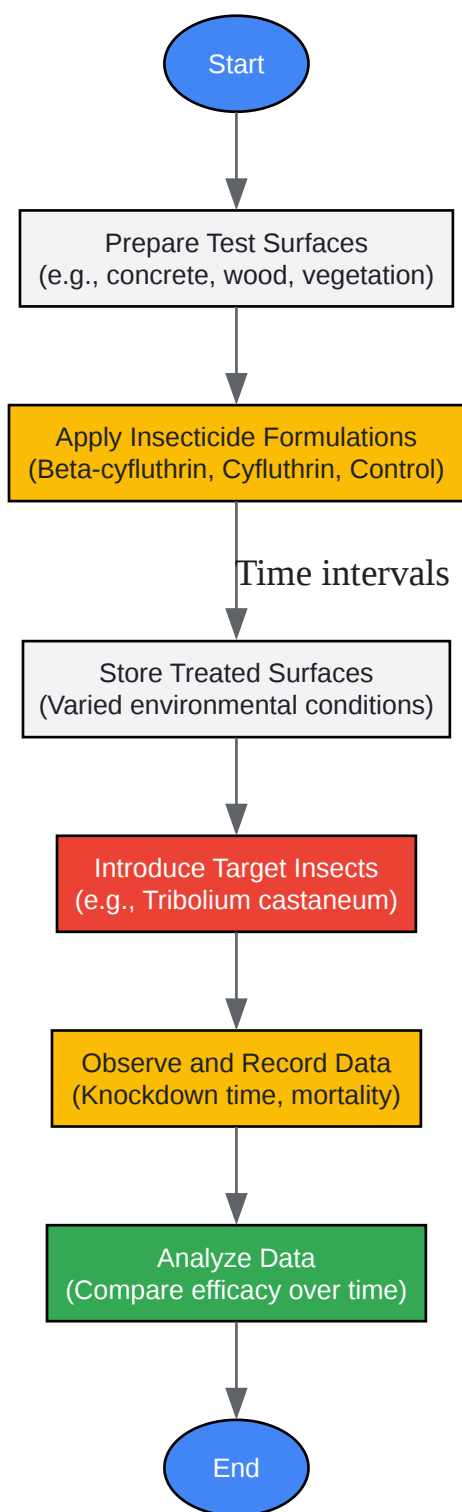 Start
Prepare Test Surfaces
(e.g., concrete, wood, vegetation)
Apply Insecticide Formulations
(Beta-cyfluthrin, Cyfluthrin, Control)
Time intervals
Store Treated Surfaces
(Varied environmental conditions)
Introduce Target Insects
(e.g., Tribolium castaneum)
Observe and Record Data
(Knockdown time, mortality)
Analyze Data
(Compare efficacy over time)
End